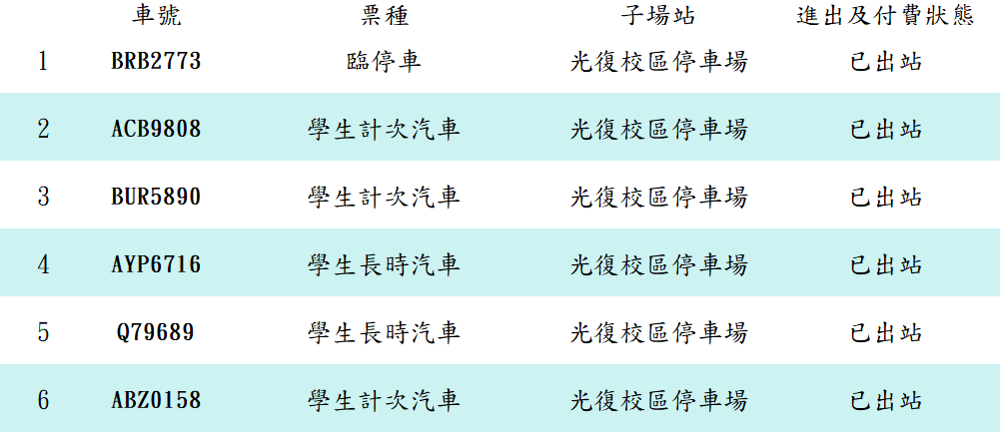 車號 票種 子場站 進出及付費狀態
1 BRB2773 臨停車 光復校區停車場 已出站
2 ACB9808 學生計次汽車 光復校區停車場 已出站
3 BUR5890 學生計次汽車 光復校區停車場 已出站
4 AYP6716 學生長時汽車 光復校區停車場 已出站
5 Q79689 學生長時汽車 光復校區停車場 已出站
6 ABZ0158 學生計次汽車 光復校區停車場 已出站